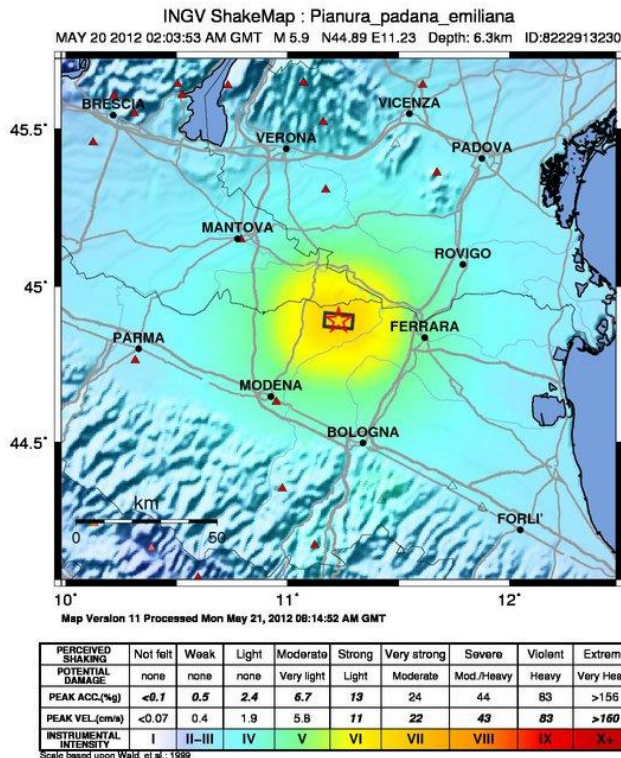 INGV ShakeMap : Pianura_padana_emiliana
MAY 20 2012 02:03:53 AM GMT M 5.9 N44.89 E11.23 Depth: 6.3km ID:8222913230
BRESCIA
VICENZA
45.5
VERONA
PADOVA
MANTOVA
ROVIGO
45
FERRARA
PARMA
MODENA
44.5
BOLOGNA
km
FORLI'
0 50
10° 11° 12°
Map Version 11 Processed Mon May 21, 2012 08:14:52 AM GMT
PERCEIVED SHAKING Not felt Weak Light Moderate Strong Very strong Severe Violent Extrem
POTENTIAL DAMAGE none none none Very light Light Moderate Mod./Heavy Heavy Very Hea
PEAK ACC.(%g) <0.1 0.5 2.4 6.7 13 24 44 83 >156
PEAK VEL.(cm/s) <0.07 0.4 1.9 5.8 11 22 43 83 >160
INSTRUMENTAL INTENSITY I II-III IV V VI VII VIII IX X+
Scale based upon Wald, et al.; 1999